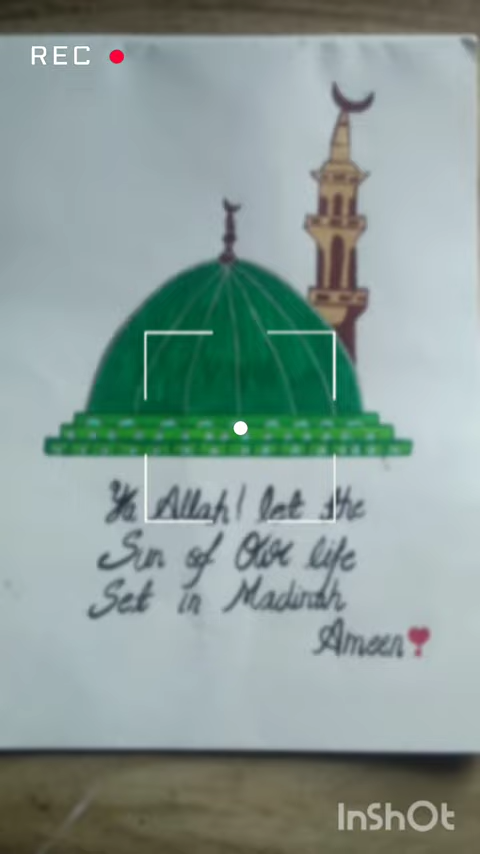 REC
Ya Allah! let the
Sun of Our life
Set in Madinah
Ameen
InShOt